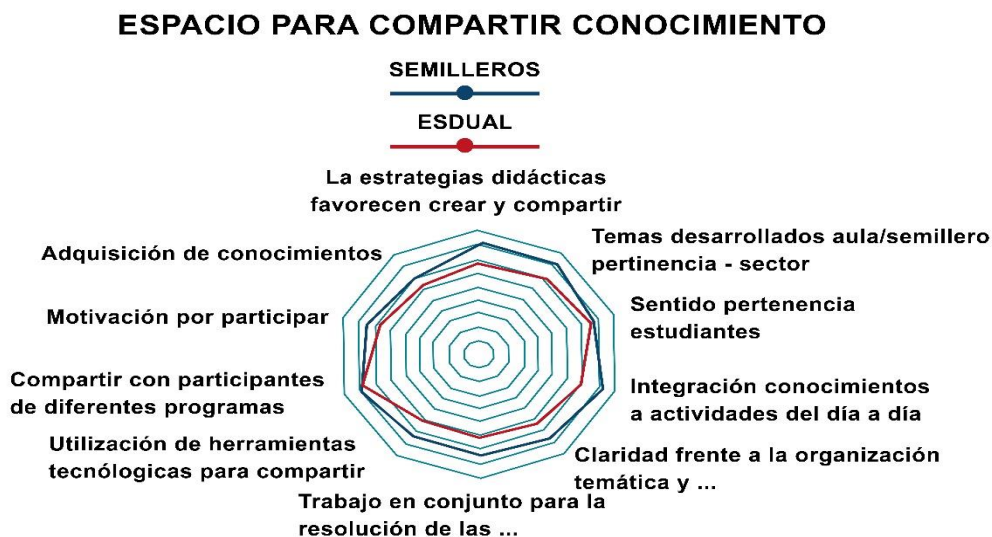 ESPACIO PARA COMPARTIR CONOCIMIENTO
SEMILLEROS
ESDUAL
La estrategias didácticas
favorecen crear y compartir
Temas desarrollados aula/semillero
pertinencia - sector
Sentido pertenencia
estudiantes
Integración conocimientos
a actividades del día a día
Claridad frente a la organización
temática y ...
Trabajo en conjunto para la
resolución de las ...
Utilización de herramientas
tecnólogicas para compartir
Compartir con participantes
de diferentes programas
Motivación por participar
Adquisición de conocimientos